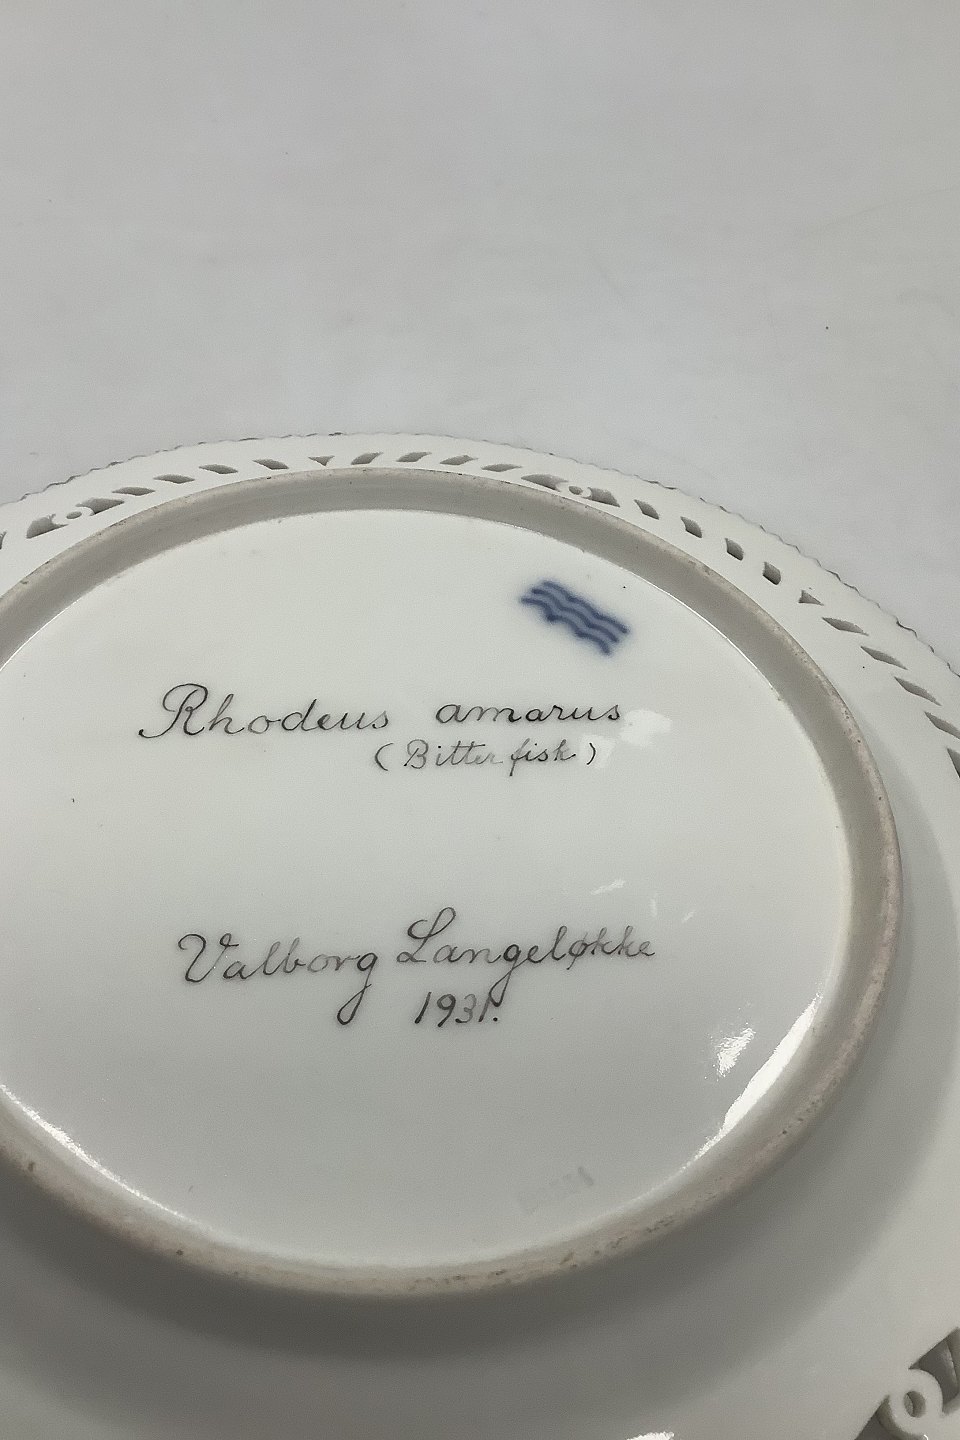 Rhodeus amarus
(Bitterfisk)
Valborg Langeløkke
1931.